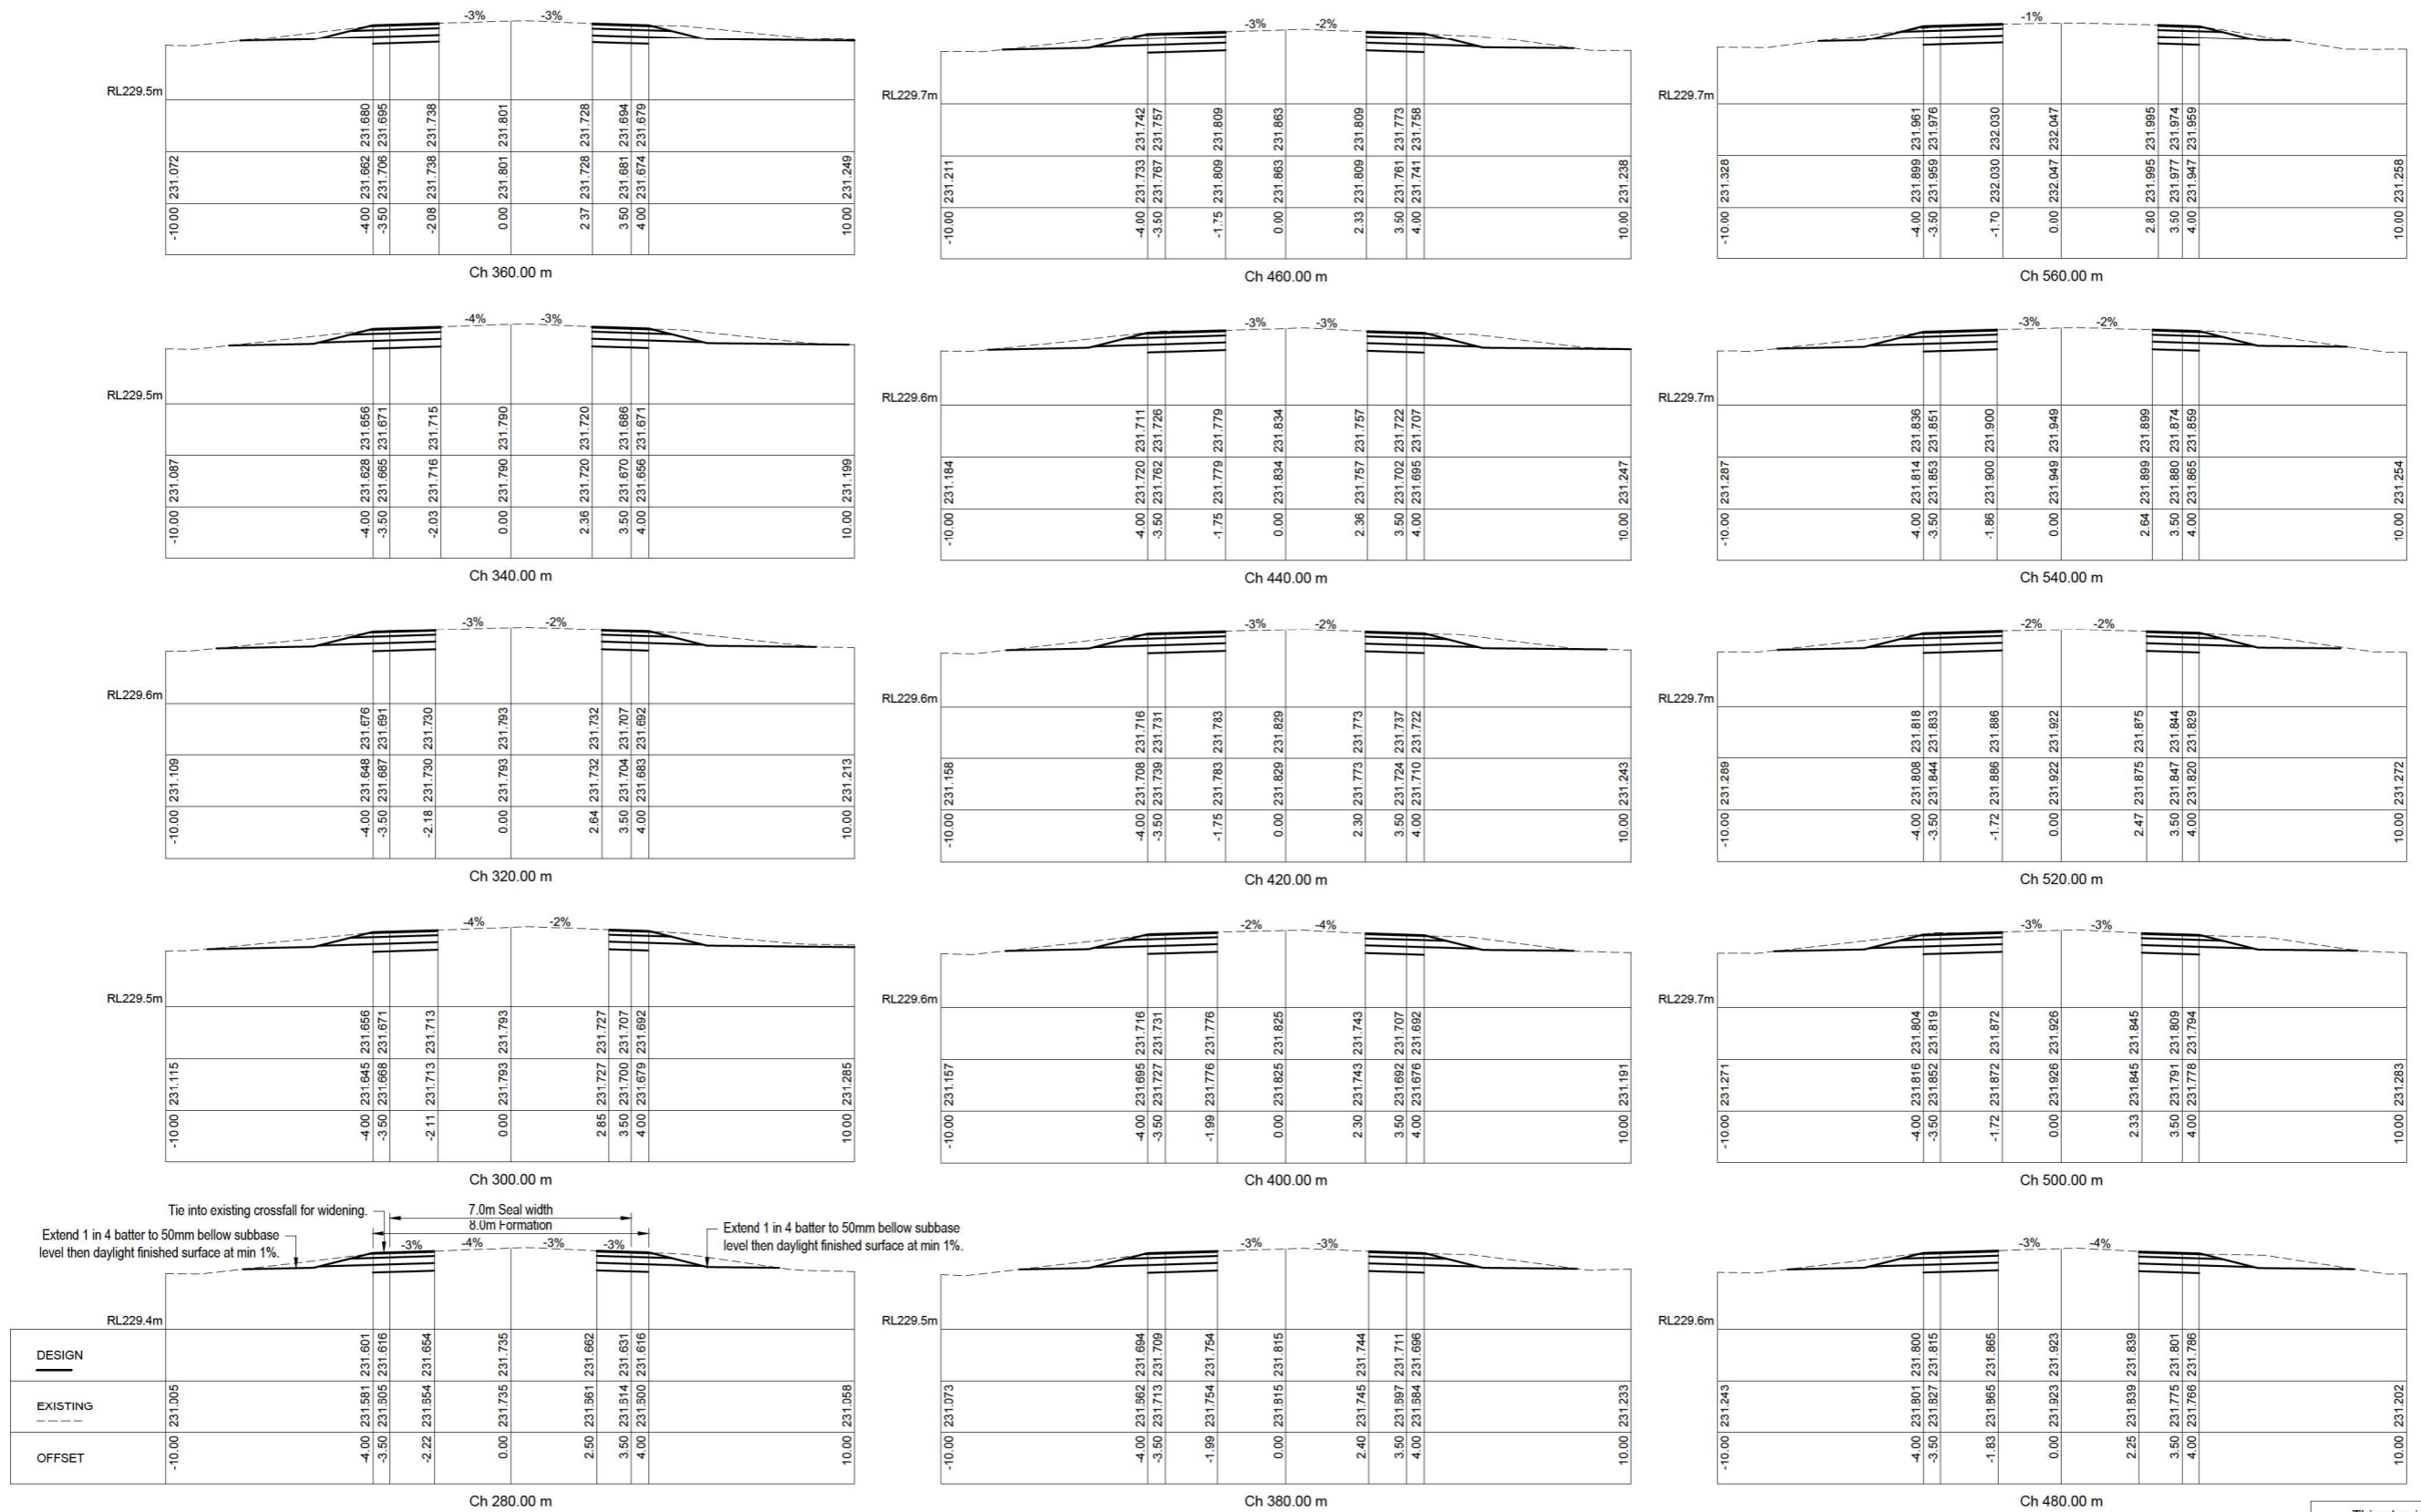 -3% -3%
RL229.5m
231.680 231.695 231.738 231.801 231.728 231.694 231.679
231.072 231.662 231.706 231.738 231.801 231.728 231.681 231.674 231.249
-10.00 -4.00 -3.50 -2.08 0.00 2.37 3.50 4.00 10.00
Ch 360.00 m
-3% -2%
RL229.7m
231.742 231.757 231.809 231.863 231.809 231.773 231.758
231.211 231.733 231.767 231.809 231.863 231.809 231.761 231.741 231.238
-10.00 -4.00 -3.50 -1.75 0.00 2.33 3.50 4.00 10.00
Ch 460.00 m
-1%
RL229.7m
231.961 231.976 232.030 232.047 231.995 231.974 231.959
231.328 231.899 231.959 232.030 232.047 231.995 231.977 231.947 231.258
-10.00 -4.00 -3.50 -1.70 0.00 2.80 3.50 4.00 10.00
Ch 560.00 m
-4% -3%
RL229.5m
231.656 231.671 231.715 231.790 231.720 231.686 231.671
231.087 231.628 231.665 231.716 231.790 231.720 231.670 231.656 231.199
-10.00 -4.00 -3.50 -2.03 0.00 2.36 3.50 4.00 10.00
Ch 340.00 m
-3% -3%
RL229.6m
231.711 231.726 231.779 231.834 231.757 231.722 231.707
231.184 231.720 231.762 231.779 231.834 231.757 231.702 231.695 231.247
-10.00 -4.00 -3.50 -1.75 0.00 2.36 3.50 4.00 10.00
Ch 440.00 m
-3% -2%
RL229.7m
231.836 231.851 231.900 231.949 231.899 231.874 231.859
231.287 231.814 231.853 231.900 231.949 231.899 231.880 231.865 231.254
-10.00 -4.00 -3.50 -1.86 0.00 2.64 3.50 4.00 10.00
Ch 540.00 m
-3% -2%
RL229.6m
231.676 231.691 231.730 231.793 231.732 231.707 231.692
231.109 231.648 231.687 231.730 231.793 231.732 231.704 231.683 231.213
-10.00 -4.00 -3.50 -2.18 0.00 2.64 3.50 4.00 10.00
Ch 320.00 m
-3% -2%
RL229.6m
231.716 231.731 231.783 231.829 231.773 231.737 231.722
231.158 231.708 231.739 231.783 231.829 231.773 231.724 231.710 231.243
-10.00 -4.00 -3.50 -1.75 0.00 2.30 3.50 4.00 10.00
Ch 420.00 m
-2% -2%
RL229.7m
231.818 231.833 231.886 231.922 231.875 231.844 231.829
231.289 231.808 231.844 231.886 231.922 231.875 231.847 231.820 231.272
-10.00 -4.00 -3.50 -1.72 0.00 2.47 3.50 4.00 10.00
Ch 520.00 m
-4% -2%
RL229.5m
231.656 231.671 231.713 231.793 231.727 231.707 231.692
231.115 231.645 231.668 231.713 231.793 231.727 231.700 231.679 231.285
-10.00 -4.00 -3.50 -2.11 0.00 2.85 3.50 4.00 10.00
Ch 300.00 m
-2% -4%
RL229.6m
231.716 231.731 231.776 231.825 231.743 231.707 231.692
231.157 231.695 231.727 231.776 231.825 231.743 231.692 231.676 231.191
-10.00 -4.00 -3.50 -1.99 0.00 2.30 3.50 4.00 10.00
Ch 400.00 m
-3% -3%
RL229.7m
231.804 231.819 231.872 231.926 231.845 231.809 231.794
231.271 231.816 231.852 231.872 231.926 231.845 231.791 231.778 231.283
-10.00 -4.00 -3.50 -1.72 0.00 2.33 3.50 4.00 10.00
Ch 500.00 m
Tie into existing crossfall for widening.
7.0m Seal width
8.0m Formation
Extend 1 in 4 batter to 50mm bellow subbase
level then daylight finished surface at min 1%.
Extend 1 in 4 batter to 50mm bellow subbase
level then daylight finished surface at min 1%.
-3% -4% -3% -3%
RL229.4m
DESIGN 231.601 231.616 231.654 231.735 231.662 231.631 231.616
EXISTING 231.005 231.581 231.605 231.654 231.735 231.661 231.614 231.600 231.058
OFFSET -10.00 -4.00 -3.50 -2.22 0.00 2.50 3.50 4.00 10.00
Ch 280.00 m
-3% -3%
RL229.5m
231.694 231.709 231.754 231.815 231.744 231.711 231.696
231.073 231.662 231.713 231.754 231.815 231.745 231.697 231.684 231.233
-10.00 -4.00 -3.50 -1.99 0.00 2.40 3.50 4.00 10.00
Ch 380.00 m
-3% -4%
RL229.6m
231.800 231.815 231.865 231.923 231.839 231.801 231.786
231.243 231.801 231.827 231.865 231.923 231.839 231.775 231.766 231.202
-10.00 -4.00 -3.50 -1.83 0.00 2.25 3.50 4.00 10.00
Ch 480.00 m